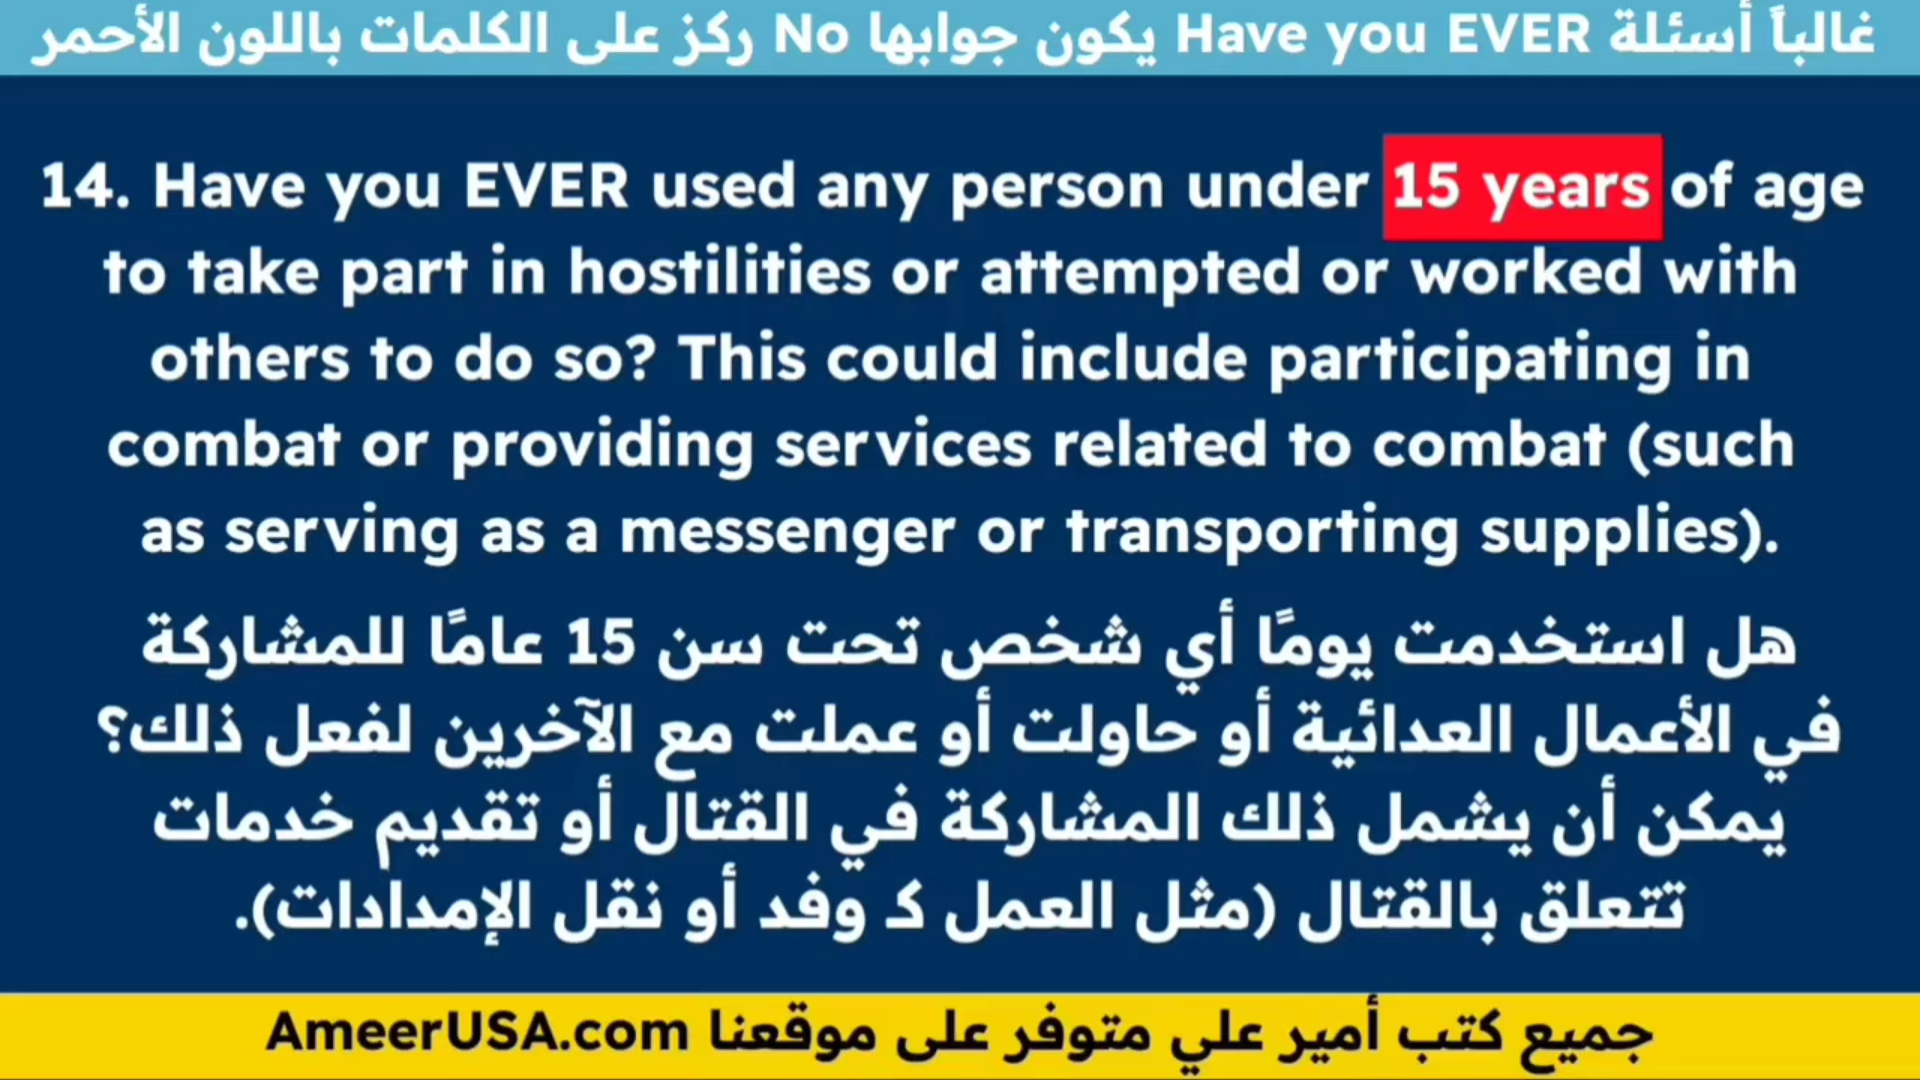 غالباً أسئلة Have you EVER يكون جوابها No ركز على الكلمات باللون الأحمر
14. Have you EVER used any person under 15 years of age
to take part in hostilities or attempted or worked with
others to do so? This could include participating in
combat or providing services related to combat (such
as serving as a messenger or transporting supplies).
هل استخدمت يومًا أي شخص تحت سن 15 عامًا للمشاركة
في الأعمال العدائية أو حاولت أو عملت مع الآخرين لفعل ذلك؟
يمكن أن يشمل ذلك المشاركة في القتال أو تقديم خدمات
تتعلق بالقتال (مثل العمل كـ وفد أو نقل الإمدادات).
جميع كتب أمير علي متوفر على موقعنا AmeerUSA.com